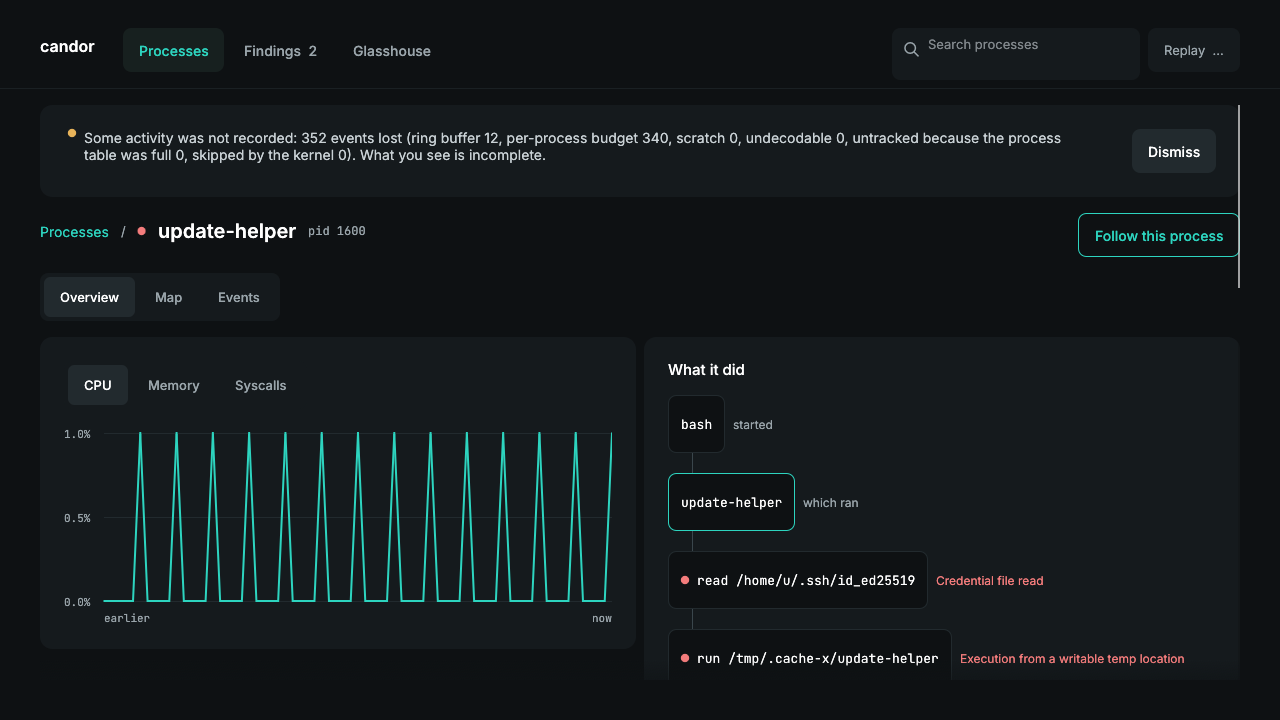 candor
Processes
Findings 2
Glasshouse
Search processes
Replay ...
Some activity was not recorded: 352 events lost (ring buffer 12, per-process budget 340, scratch 0, undecodable 0, untracked because the process
table was full 0, skipped by the kernel 0). What you see is incomplete.
Dismiss
Processes / update-helper pid 1600
Follow this process
Overview
Map
Events
CPU
Memory
Syscalls
1.0%
0.5%
0.0%
earlier
now
What it did
bash started
update-helper which ran
read /home/u/.ssh/id_ed25519 Credential file read
run /tmp/.cache-x/update-helper Execution from a writable temp location